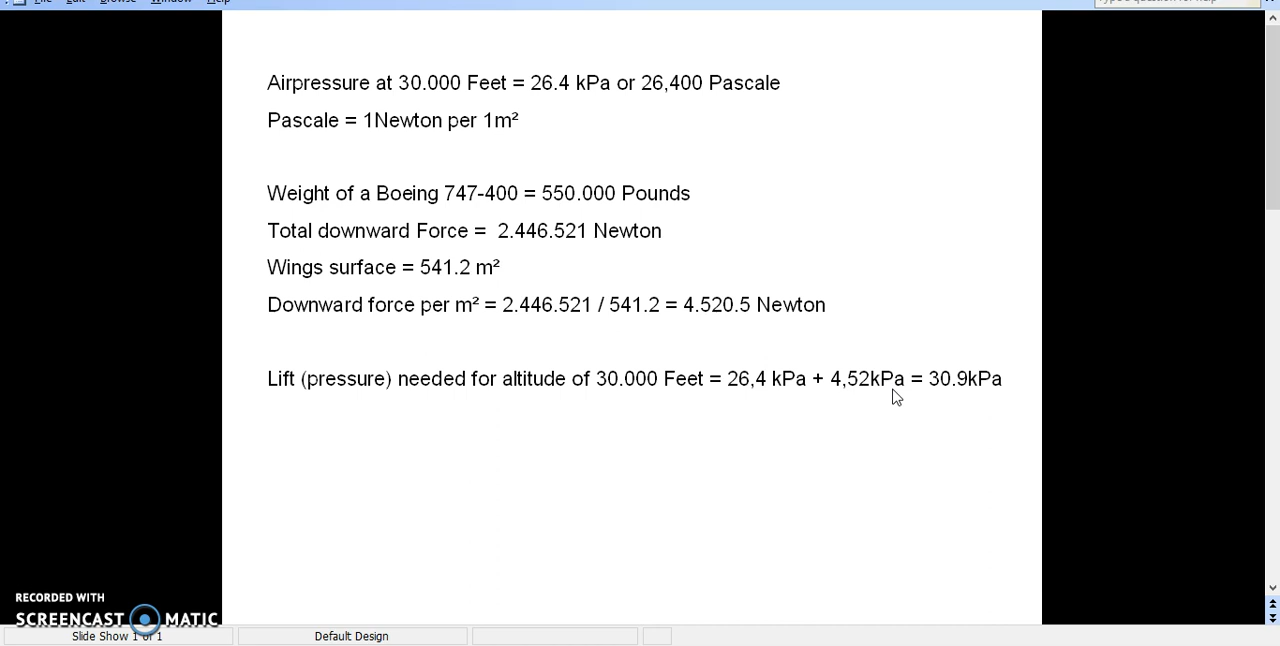 Airpressure at 30.000 Feet = 26.4 kPa or 26,400 Pascale
Pascale = 1Newton per 1m²
Weight of a Boeing 747-400 = 550.000 Pounds
Total downward Force =  2.446.521 Newton
Wings surface = 541.2 m²
Downward force per m² = 2.446.521 / 541.2 = 4.520.5 Newton
Lift (pressure) needed for altitude of 30.000 Feet = 26,4 kPa + 4,52kPa = 30.9kPa
RECORDED WITH
SCREENCAST MATIC
Slide Show 1 of 1 Default Design